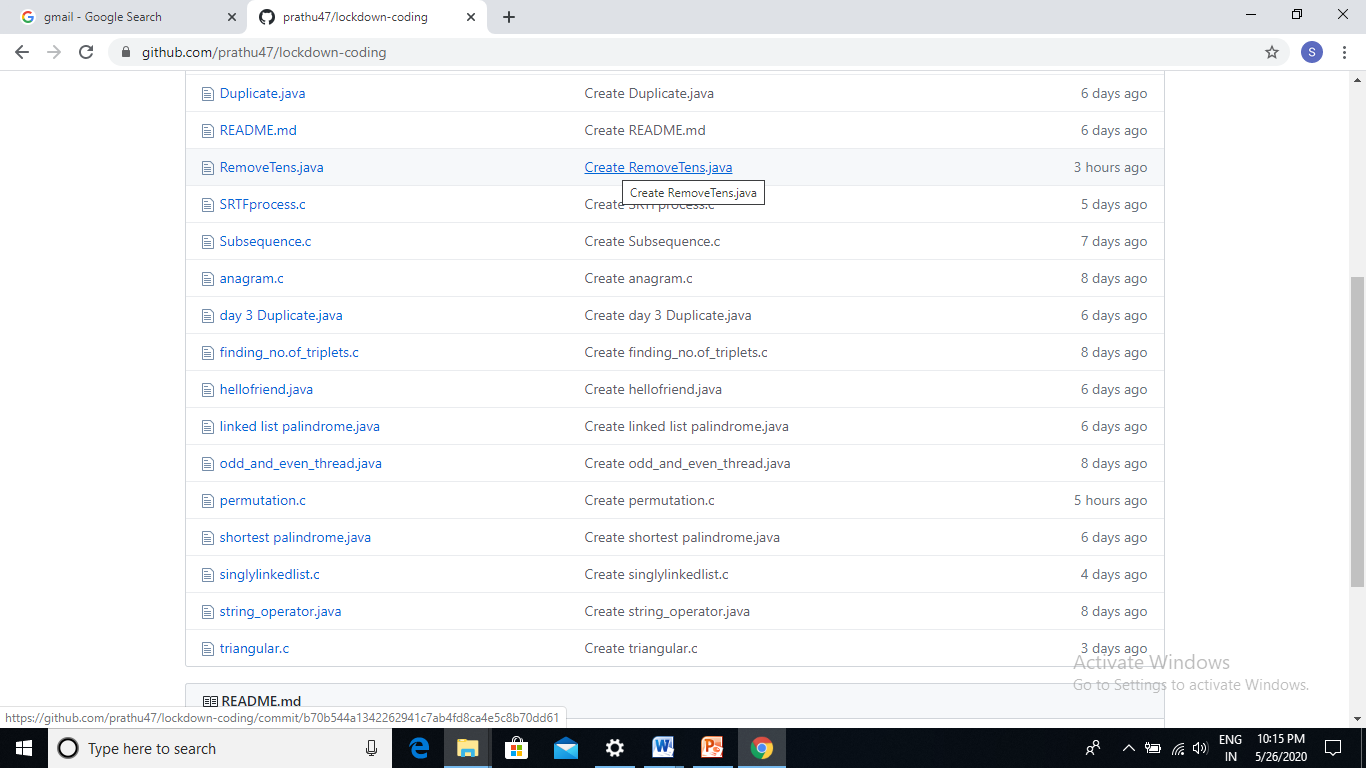 gmail - Google Search
prathu47/lockdown-coding
github.com/prathu47/lockdown-coding
S
Duplicate.java Create Duplicate.java 6 days ago
README.md Create README.md 6 days ago
RemoveTens.java Create RemoveTens.java 3 hours ago
Create RemoveTens.java
SRTFprocess.c Create SRTFprocess.c 5 days ago
Subsequence.c Create Subsequence.c 7 days ago
anagram.c Create anagram.c 8 days ago
day 3 Duplicate.java Create day 3 Duplicate.java 6 days ago
finding_no.of_triplets.c Create finding_no.of_triplets.c 8 days ago
hellofriend.java Create hellofriend.java 6 days ago
linked list palindrome.java Create linked list palindrome.java 6 days ago
odd_and_even_thread.java Create odd_and_even_thread.java 8 days ago
permutation.c Create permutation.c 5 hours ago
shortest palindrome.java Create shortest palindrome.java 6 days ago
singlylinkedlist.c Create singlylinkedlist.c 4 days ago
string_operator.java Create string_operator.java 8 days ago
triangular.c Create triangular.c 3 days ago
Activate Windows
Go to Settings to activate Windows.
README.md
https://github.com/prathu47/lockdown-coding/commit/b70b544a1342262941c7ab4fd8ca4e5c8b70dd61
Type here to search
ENG
IN
10:15 PM
5/26/2020